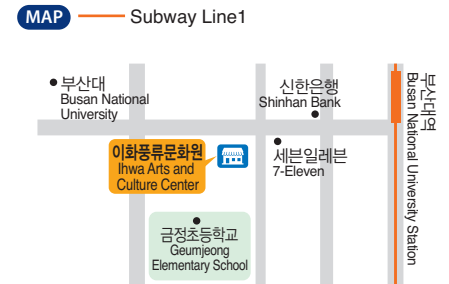 MAP
Subway Line1
부산대
Busan National
University
신한은행
Shinhan Bank
부산대역
Busan National University Station
이화풍류문화원
Ihwa Arts and
Culture Center
세븐일레븐
7-Eleven
금정초등학교
Geumjeong
Elementary School